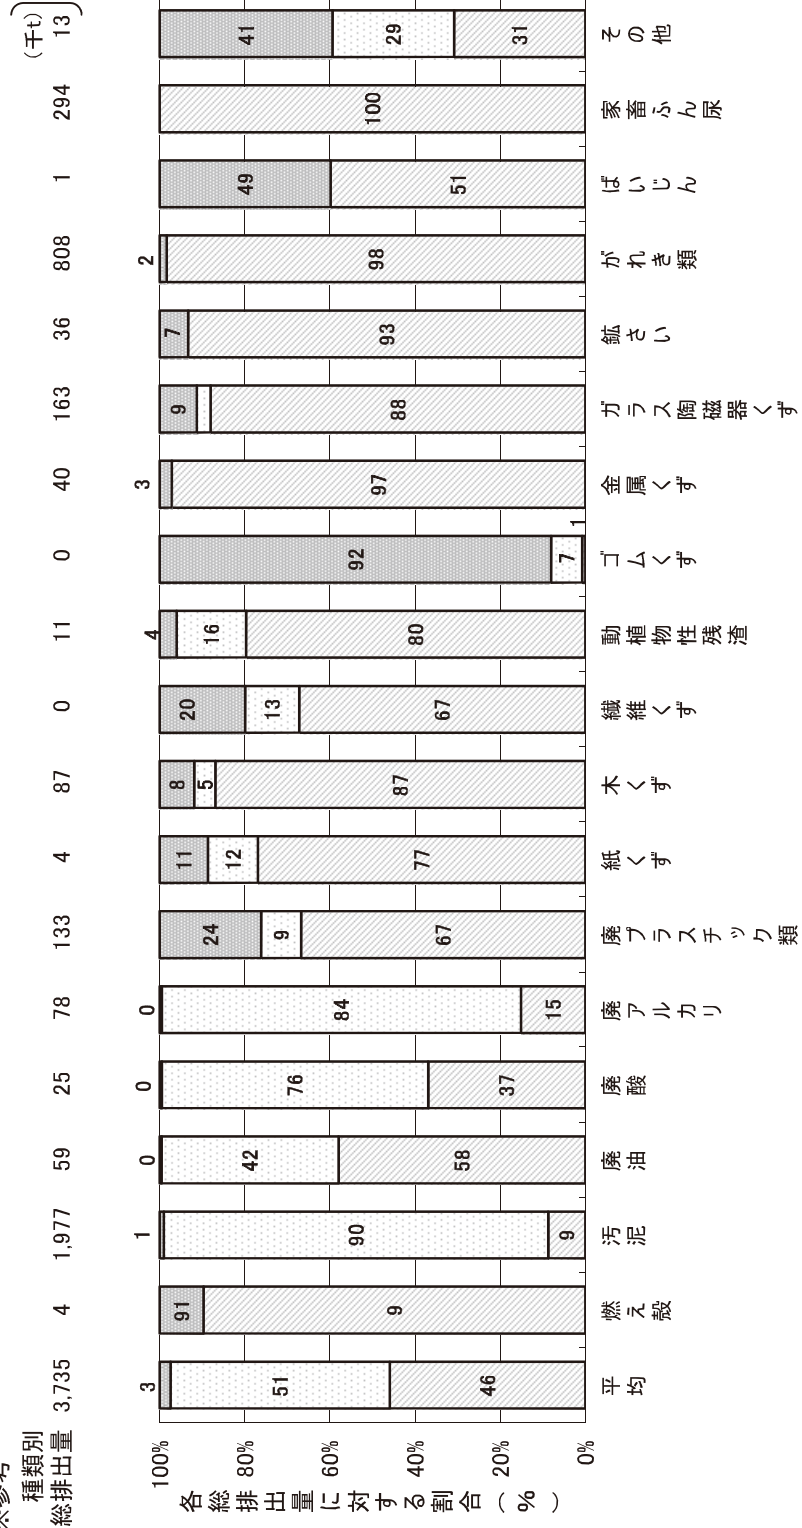 種類別
総排出量 3,735 4 1,977 59 25 78 133 4 87 0 11 0 40 163 36 808 1 294 13 (千t)
各総排出量に対する割合(%)
100%
80%
60%
40%
20%
0%
3 51 46
91 9
1 90 9
0 42 58
0 76 37
0 84 15
24 9 67
11 12 77
8 5 87
20 13 67
4 16 80
92 7 1
3 97
9 88
7 93
2 98
49 51
100
41 29 31
平均
燃え殻
汚泥
廃油
廃酸
廃アルカリ
廃プラスチック類
紙くず
木くず
繊維くず
動植物性残渣
ゴムくず
金属くず
ガラス陶磁器くず
鉱さい
がれき類
ばいじん
家畜ふん尿
その他